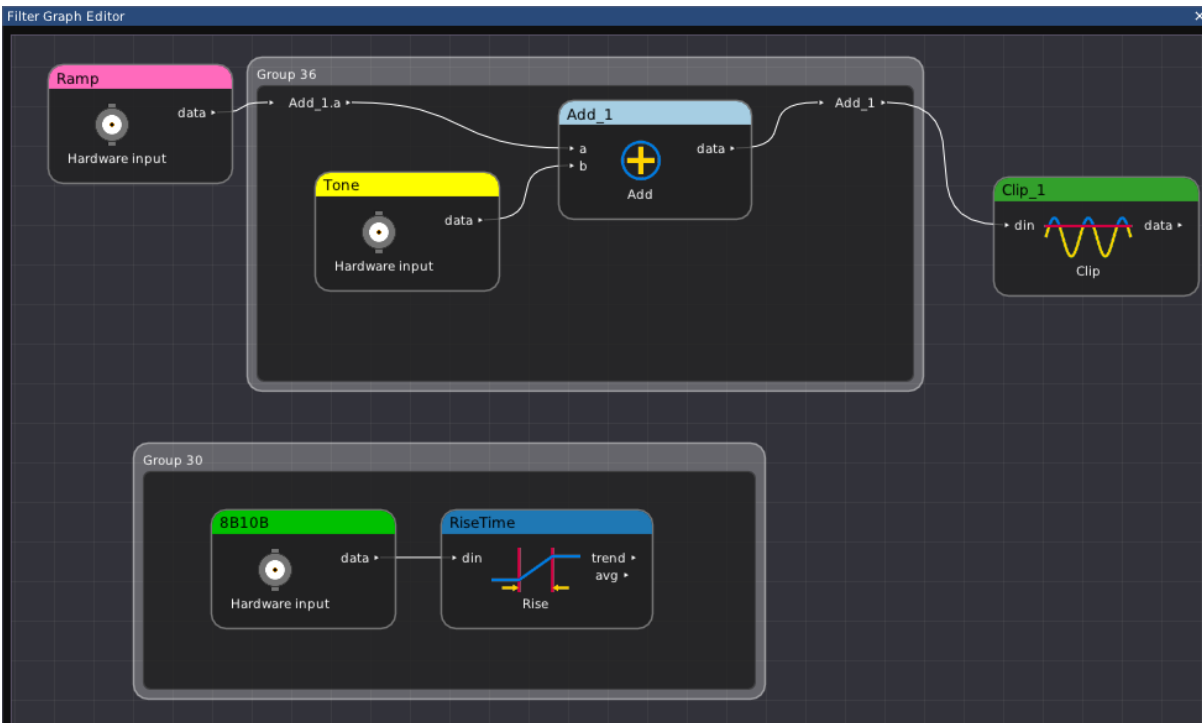 Filter Graph Editor
Ramp
data
Hardware input
Group 36
Add_1.a
Add_1
a
b
data
Add
Add_1
Tone
data
Hardware input
Clip_1
din
data
Clip
Group 30
8B10B
data
Hardware input
RiseTime
din
trend
avg
Rise